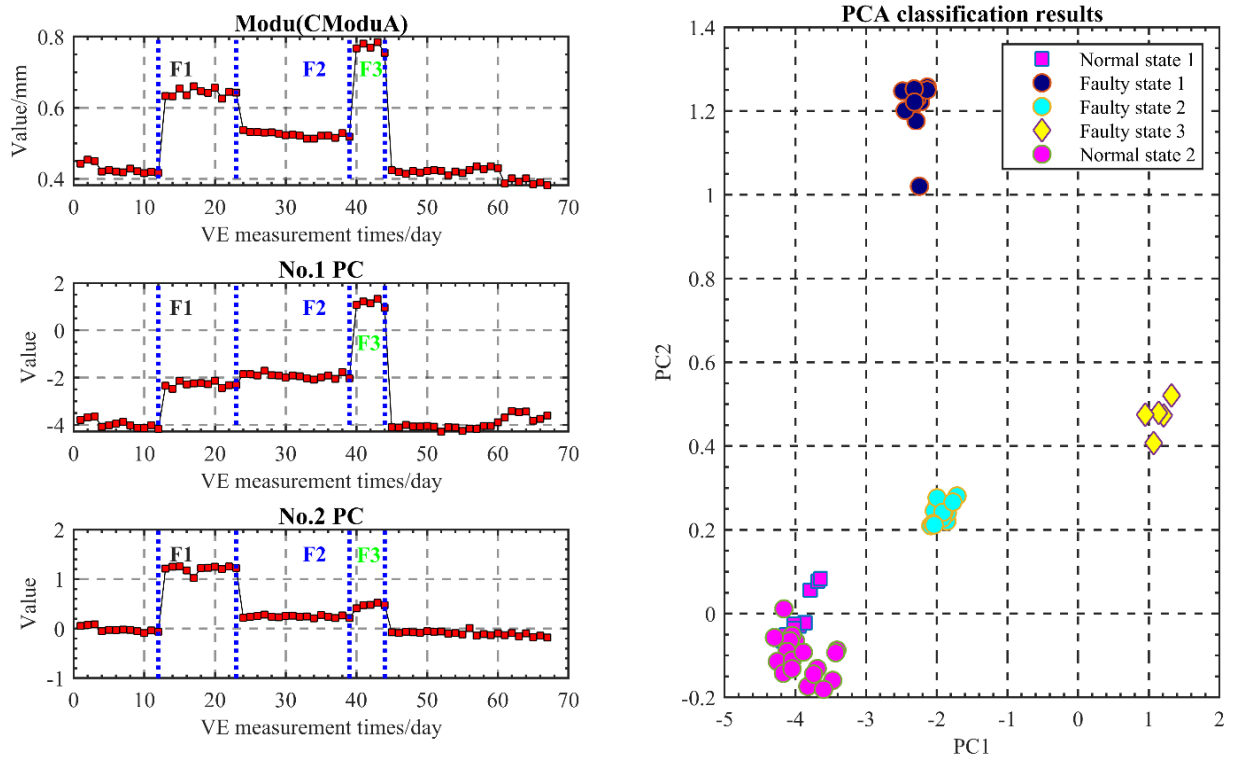 Modu(CModuA)
0.8
0.6
0.4
Value/mm
F1
F2
F3
0 10 20 30 40 50 60 70
VE measurement times/day
No.1 PC
2
0
-2
-4
Value
F1
F2
F3
0 10 20 30 40 50 60 70
VE measurement times/day
No.2 PC
2
1
0
-1
Value
F1
F2
F3
0 10 20 30 40 50 60 70
VE measurement times/day
PCA classification results
1.4
1.2
1
0.8
0.6
0.4
0.2
0
-0.2
PC2
Normal state 1
Faulty state 1
Faulty state 2
Faulty state 3
Normal state 2
-5 -4 -3 -2 -1 0 1 2
PC1